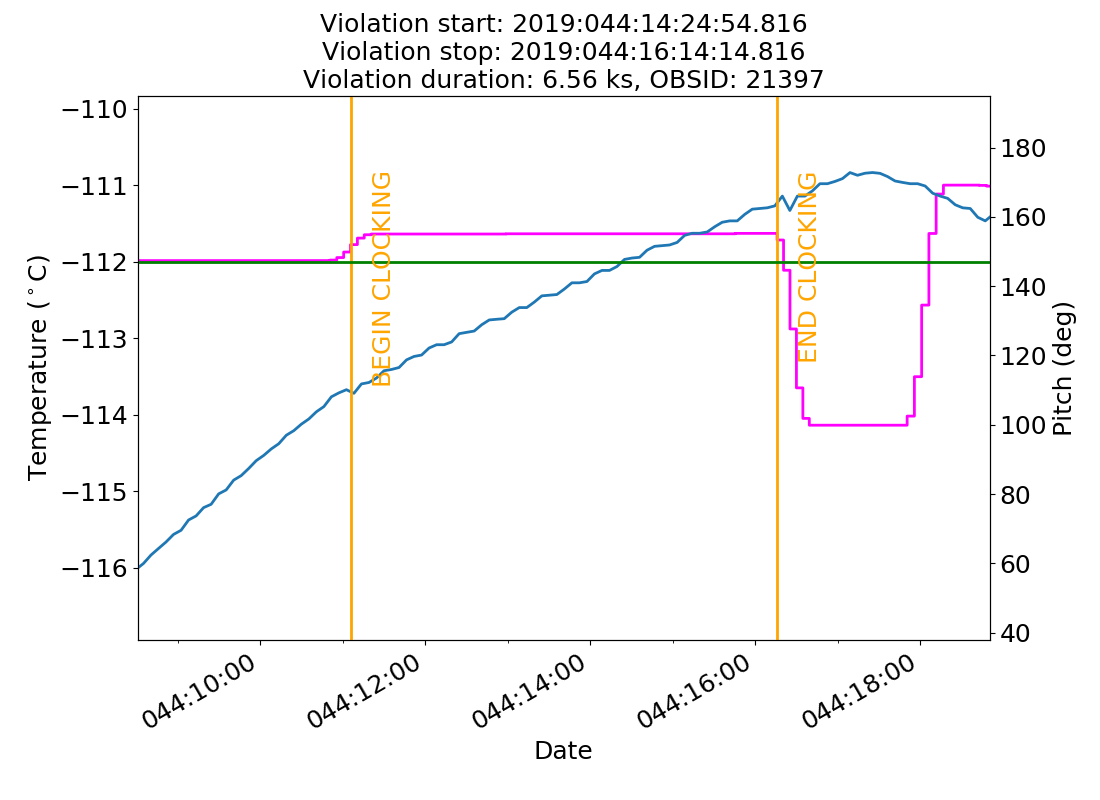 Violation start: 2019:044:14:24:54.816
Violation stop: 2019:044:16:14:14.816
Violation duration: 6.56 ks, OBSID: 21397
−110
−111
−112
−113
−114
−115
−116
Temperature (°C)
BEGIN CLOCKING
END CLOCKING
180
160
140
120
100
80
60
40
Pitch (deg)
044:10:00
044:12:00
044:14:00
044:16:00
044:18:00
Date